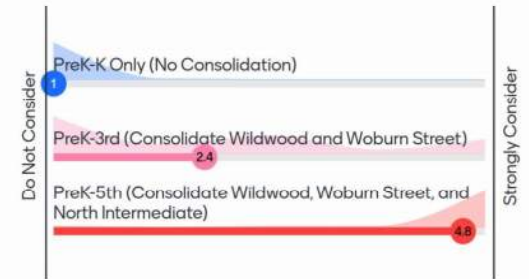 Do Not Consider
PreK-K Only (No Consolidation)
1
PreK-3rd (Consolidate Wildwood and Woburn Street)
2.4
PreK-5th (Consolidate Wildwood, Woburn Street, and
North Intermediate)
4.8
Strongly Consider